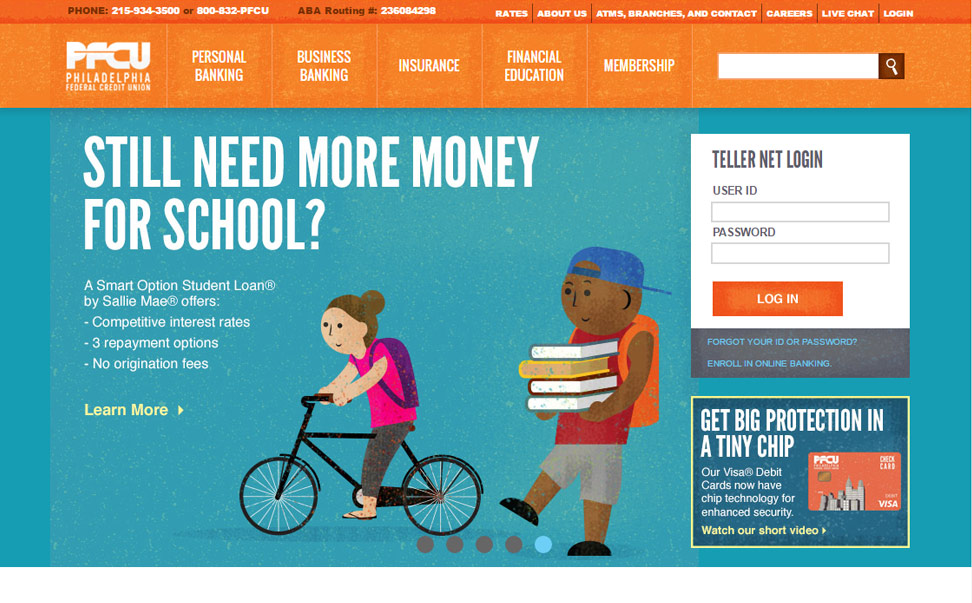 PHONE: 215-934-3500 or 800-832-PFCU
ABA Routing #: 236084298
RATES
ABOUT US
ATMS, BRANCHES, AND CONTACT
CAREERS
LIVE CHAT
LOGIN
PFCU
PHILADELPHIA
FEDERAL CREDIT UNION
PERSONAL
BANKING
BUSINESS
BANKING
INSURANCE
FINANCIAL
EDUCATION
MEMBERSHIP
STILL NEED MORE MONEY
FOR SCHOOL?
A Smart Option Student Loan®
by Sallie Mae® offers:
- Competitive interest rates
- 3 repayment options
- No origination fees
Learn More
TELLER NET LOGIN
USER ID
PASSWORD
LOG IN
FORGOT YOUR ID OR PASSWORD?
ENROLL IN ONLINE BANKING.
GET BIG PROTECTION IN
A TINY CHIP
Our Visa® Debit
Cards now have
chip technology for
enhanced security.
Watch our short video
PFCU
CHECK
CARD
DEBIT
VISA